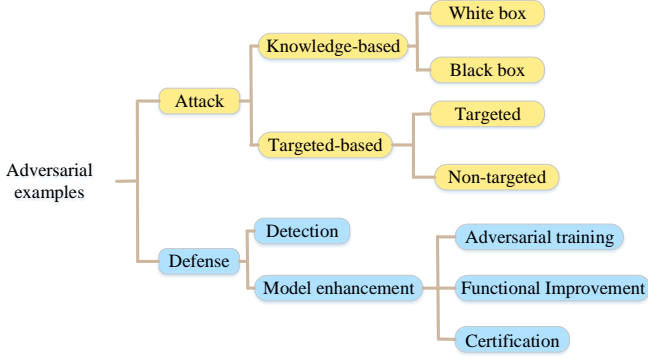 Adversarial
examples
Attack
Knowledge-based
White box
Black box
Targeted-based
Targeted
Non-targeted
Defense
Detection
Model enhancement
Adversarial training
Functional Improvement
Certification